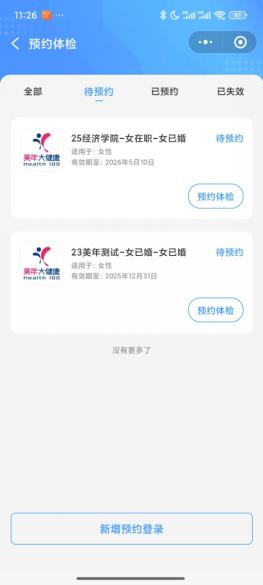 11:26
预约体检
全部 待预约 已预约 已失效
25经济学院-女在职-女已婚 待预约
适用于：女性
有效期至：2026年5月10日
美年大健康
Health 100
预约体检
23美年测试-女已婚-女已婚 待预约
适用于：女性
有效期至：2025年12月31日
美年大健康
Health 100
预约体检
没有更多了
新增预约登录